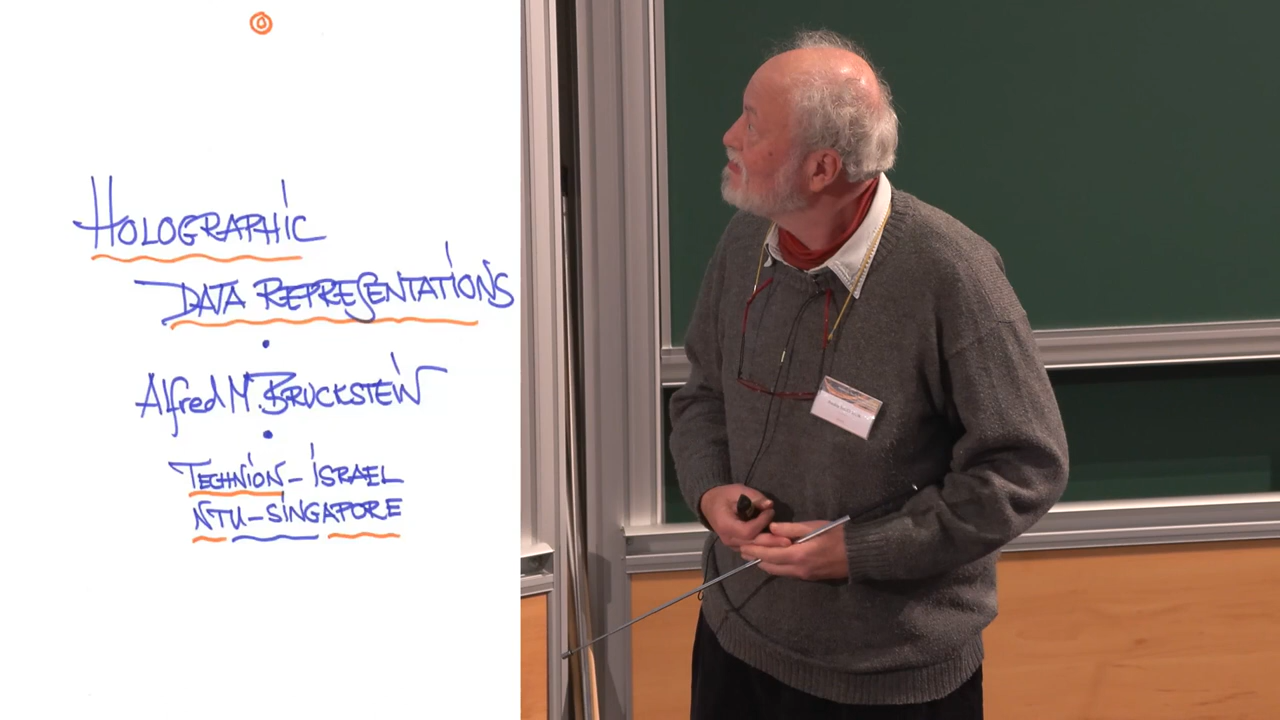 HOLOGRAPHIC
DATA REPRESENTATIONS
Alfred M. BRUCKSTEIN
TECHNION - ISRAEL
NTU - SINGAPORE